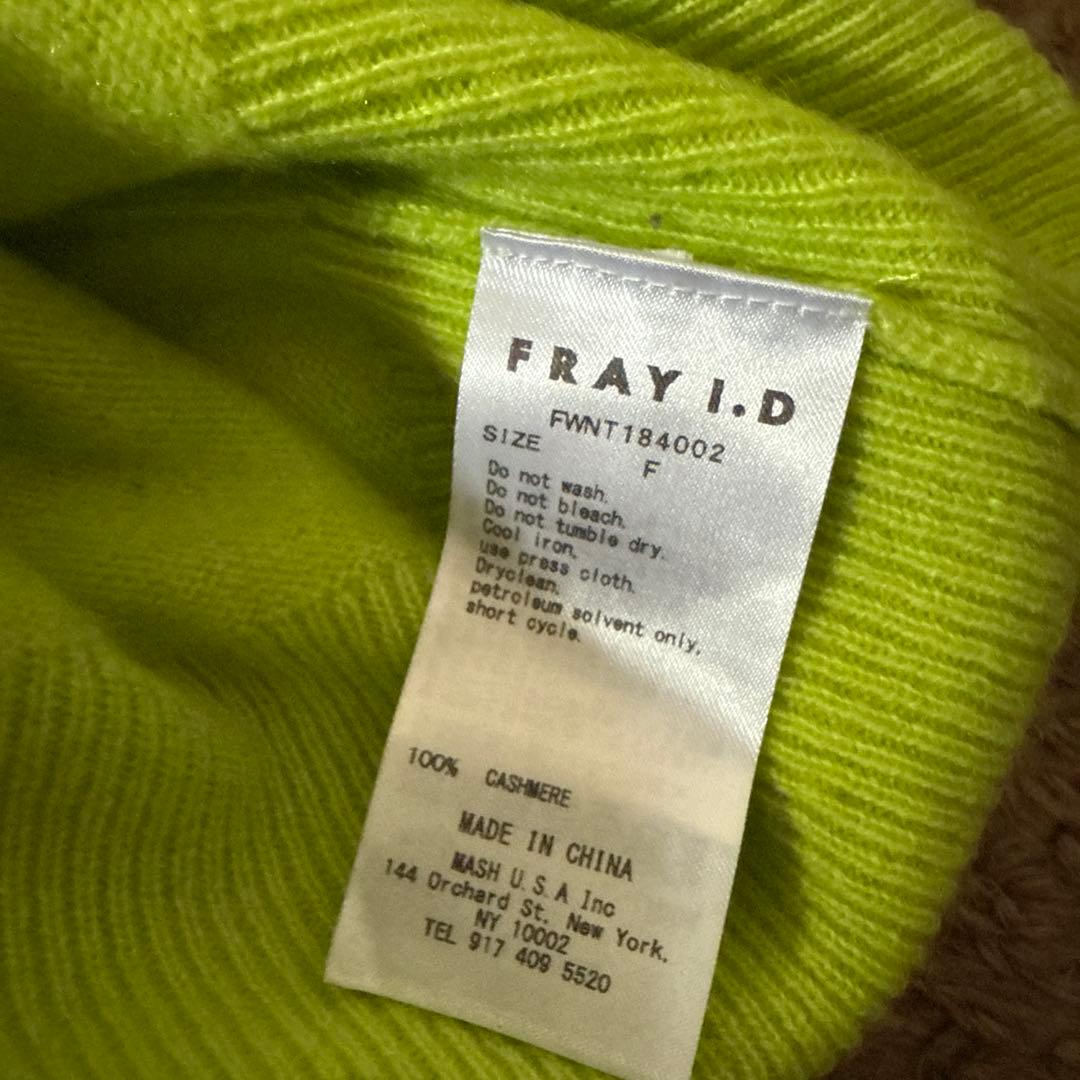 FRAY I.D
FWNT184002
SIZE F
Do not wash.
Do not bleach.
Do not tumble dry.
Cool iron.
use press cloth.
Dryclean.
petroleum solvent only.
short cycle.
100% CASHMERE
MADE IN CHINA
MASH U.S.A Inc
144 Orchard St. New York.
NY 10002
TEL 917 409 5520